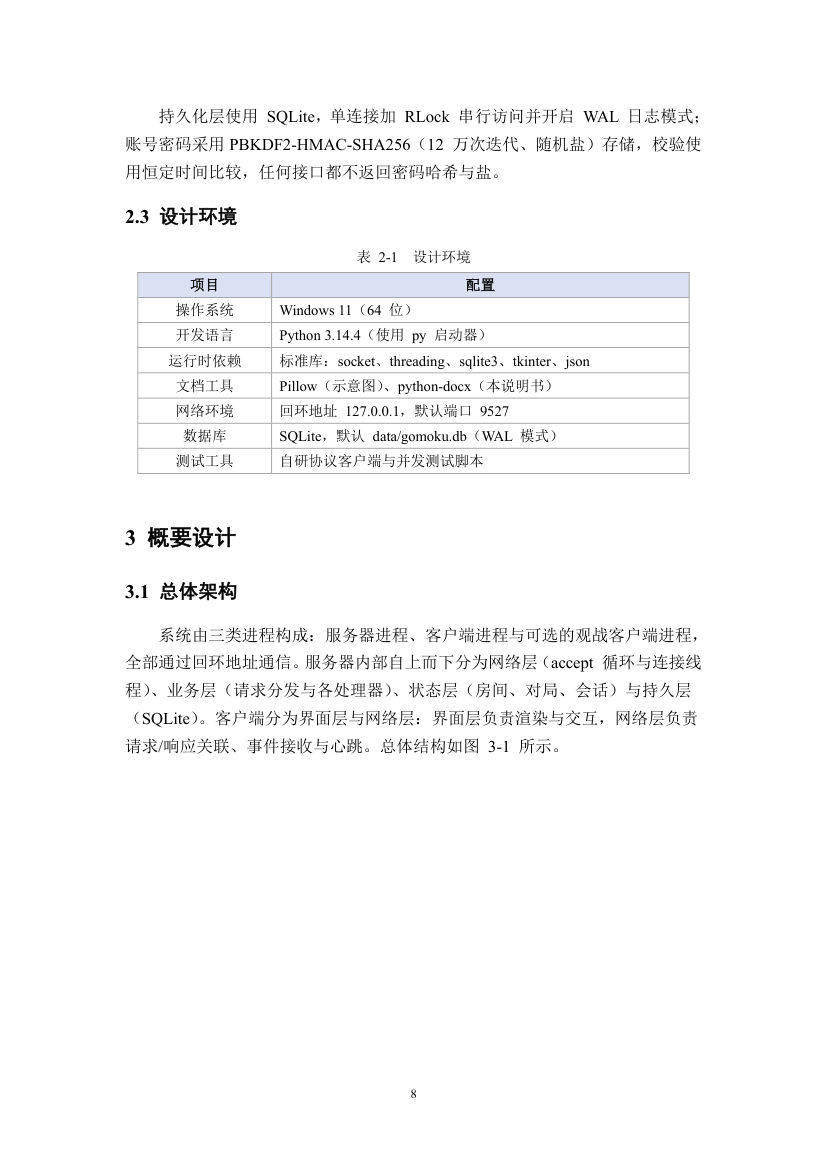 持久化层使用 SQLite，单连接加 RLock 串行访问并开启 WAL 日志模式；
账号密码采用 PBKDF2-HMAC-SHA256（12 万次迭代、随机盐）存储，校验使
用恒定时间比较，任何接口都不返回密码哈希与盐。
2.3 设计环境
表 2-1 设计环境
项目 配置
操作系统 Windows 11（64 位）
开发语言 Python 3.14.4（使用 py 启动器）
运行时依赖 标准库：socket、threading、sqlite3、tkinter、json
文档工具 Pillow（示意图）、python-docx（本说明书）
网络环境 回环地址 127.0.0.1，默认端口 9527
数据库 SQLite，默认 data/gomoku.db（WAL 模式）
测试工具 自研协议客户端与并发测试脚本
3 概要设计
3.1 总体架构
系统由三类进程构成：服务器进程、客户端进程与可选的观战客户端进程，
全部通过回环地址通信。服务器内部自上而下分为网络层（accept 循环与连接线
程）、业务层（请求分发与各处理器）、状态层（房间、对局、会话）与持久层
（SQLite）。客户端分为界面层与网络层：界面层负责渲染与交互，网络层负责
请求/响应关联、事件接收与心跳。总体结构如图 3-1 所示。
8